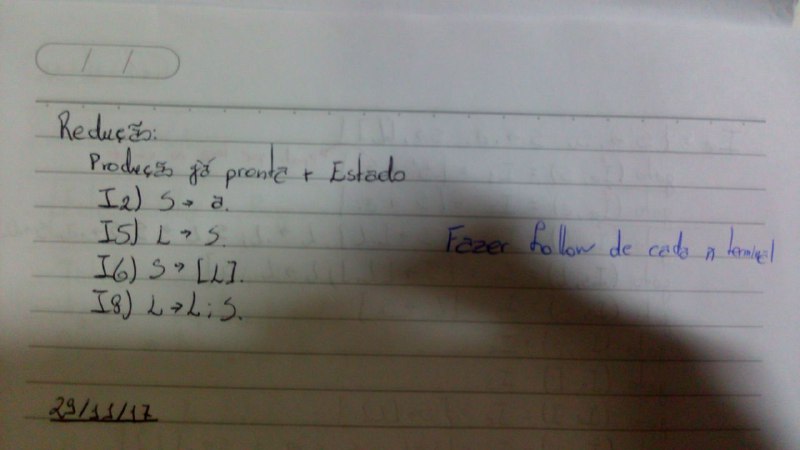 Redução:
Produção já pronta + Estado
I2) S → a.
I5) L → S.
Fazer follow de cada ñ terminal
I6) S → [L].
I8) L → L; S.
29/11/17